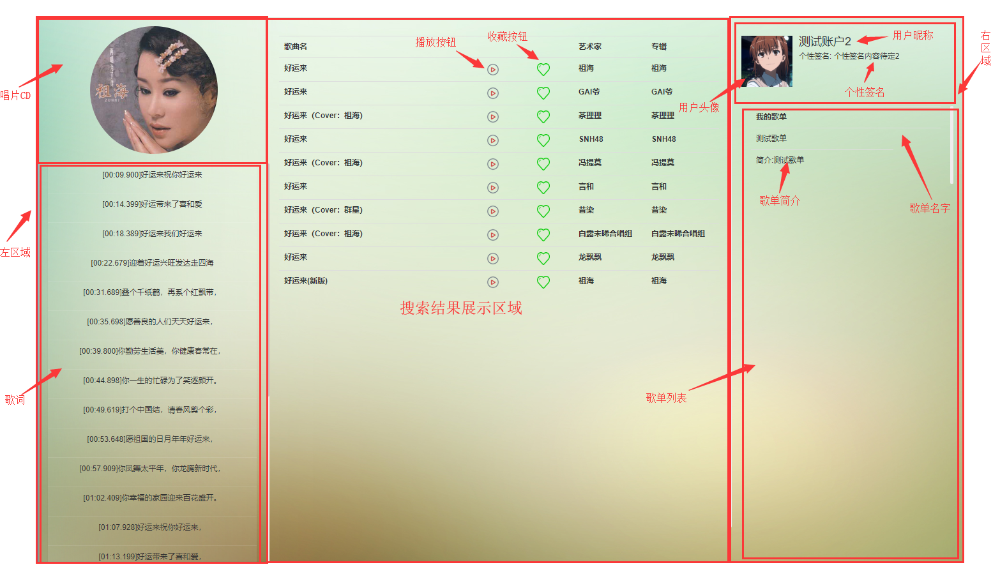 再唱为了谁
祖海
ZUHAI
唱片CD
[00:09.900]好运来祝你好运来
[00:14.399]好运带来了喜和爱
[00:18.389]好运来我们好运来
[00:22.679]迎着好运兴旺发达走四海
[00:31.689]叠个千纸鹤，再系个红飘带，
[00:35.698]愿善良的人们天天好运来，
[00:39.800]你勤劳生活美，你健康春常在，
[00:44.898]你一生的忙碌为了笑逐颜开。
[00:49.619]打个中国结，请春风剪个彩，
[00:53.648]愿祖国的日月年年好运来，
[00:57.909]你凤舞太平年，你龙腾新时代，
[01:02.409]你幸福的家园迎来百花盛开。
[01:07.928]好运来祝你好运来，
[01:13.199]好运带来了喜和爱，
左区域
歌词
播放按钮
收藏按钮
歌曲名 艺术家 专辑
好运来 祖海 祖海
好运来 GAI爷 GAI爷
好运来（Cover：祖海） 茶理理 茶理理
好运来 SNH48 SNH48
好运来（Cover：祖海） 冯提莫 冯提莫
好运来 言和 言和
好运来（Cover：群星） 昔染 昔染
好运来（Cover：祖海） 白露未晞合唱组 白露未晞合唱组
好运来 龙飘飘 龙飘飘
好运来(新版) 祖海 祖海
搜索结果展示区域
测试账户2
用户昵称
个性签名: 个性签名内容待定2
个性签名
用户头像
右区域
我的歌单
测试歌单
简介:测试歌单
歌单简介
歌单名字
歌单列表